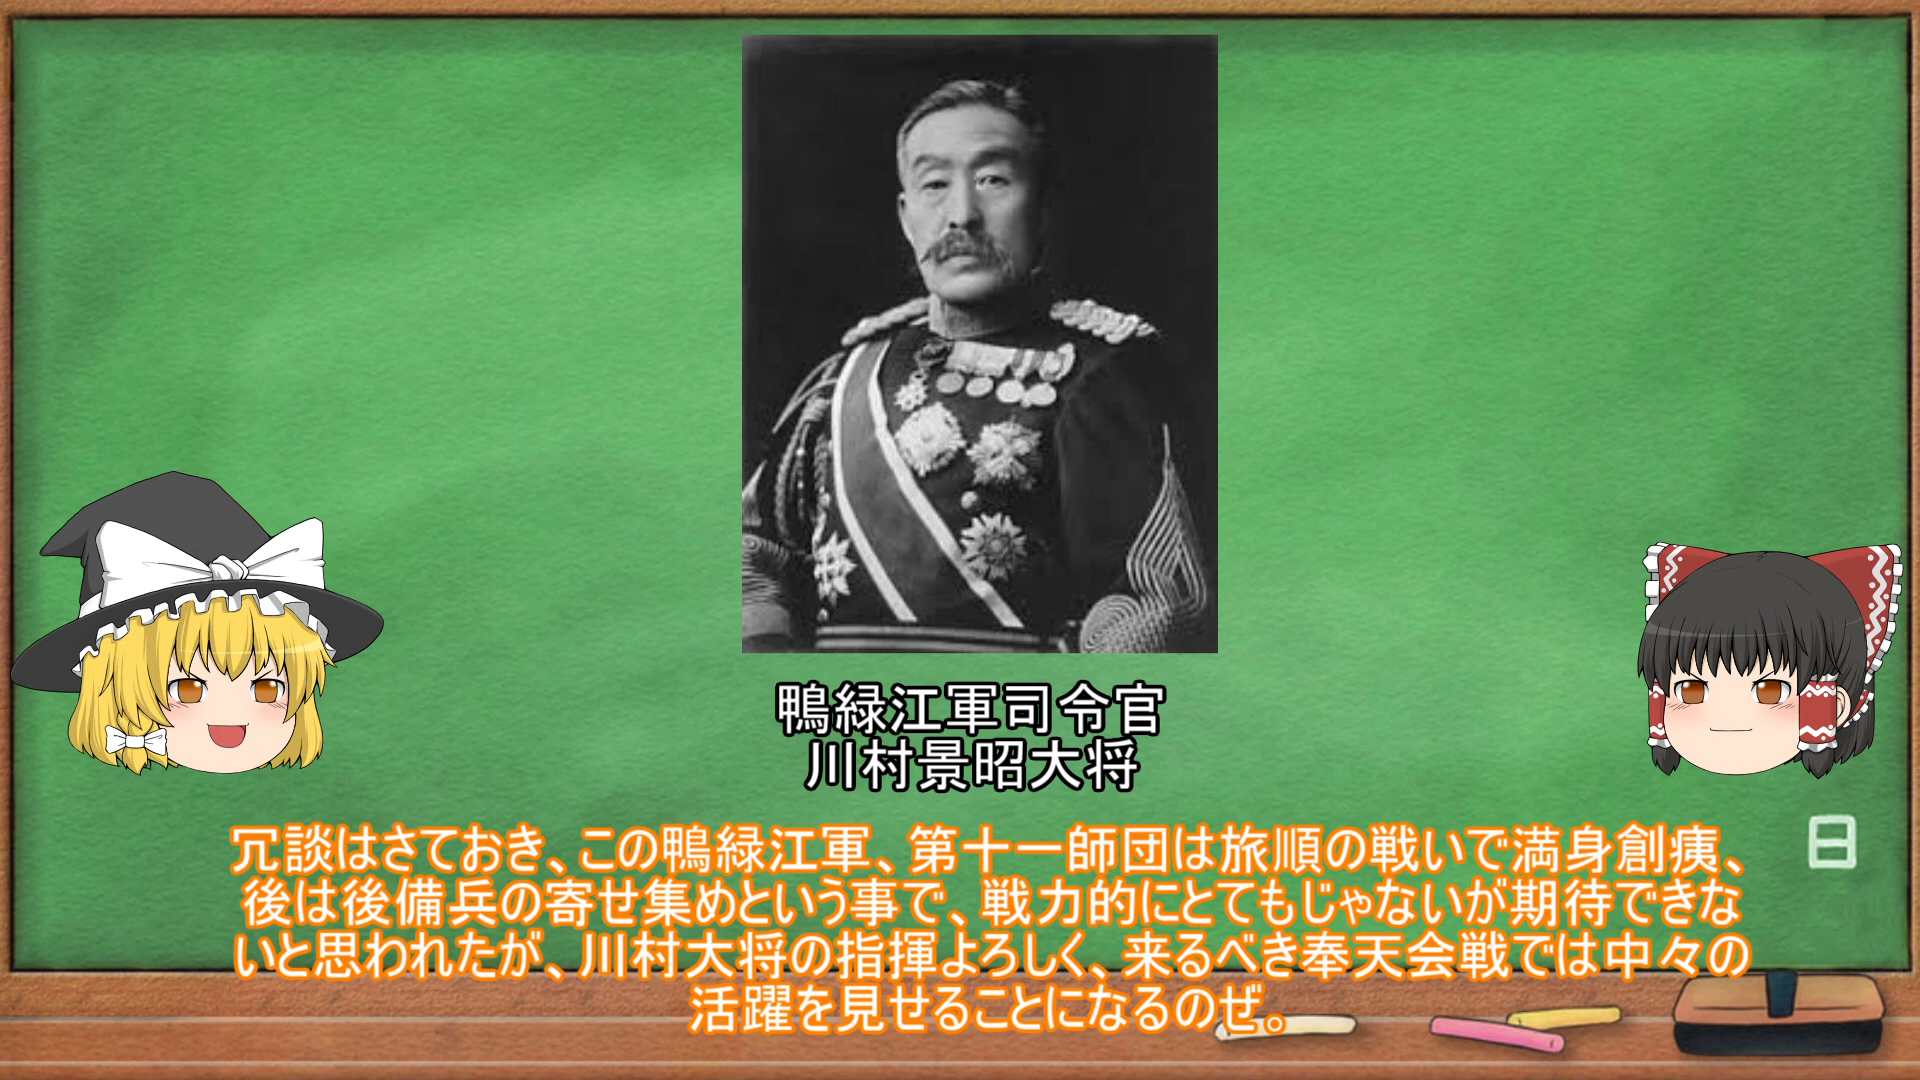 鴨緑江軍司令官
川村景昭大将
冗談はさておき、この鴨緑江軍、第十一師団は旅順の戦いで満身創痍、
後は後備兵の寄せ集めという事で、戦力的にとてもじゃないが期待できな
いと思われたが、川村大将の指揮よろしく、来るべき奉天会戦では中々の
活躍を見せることになるのぜ。
日